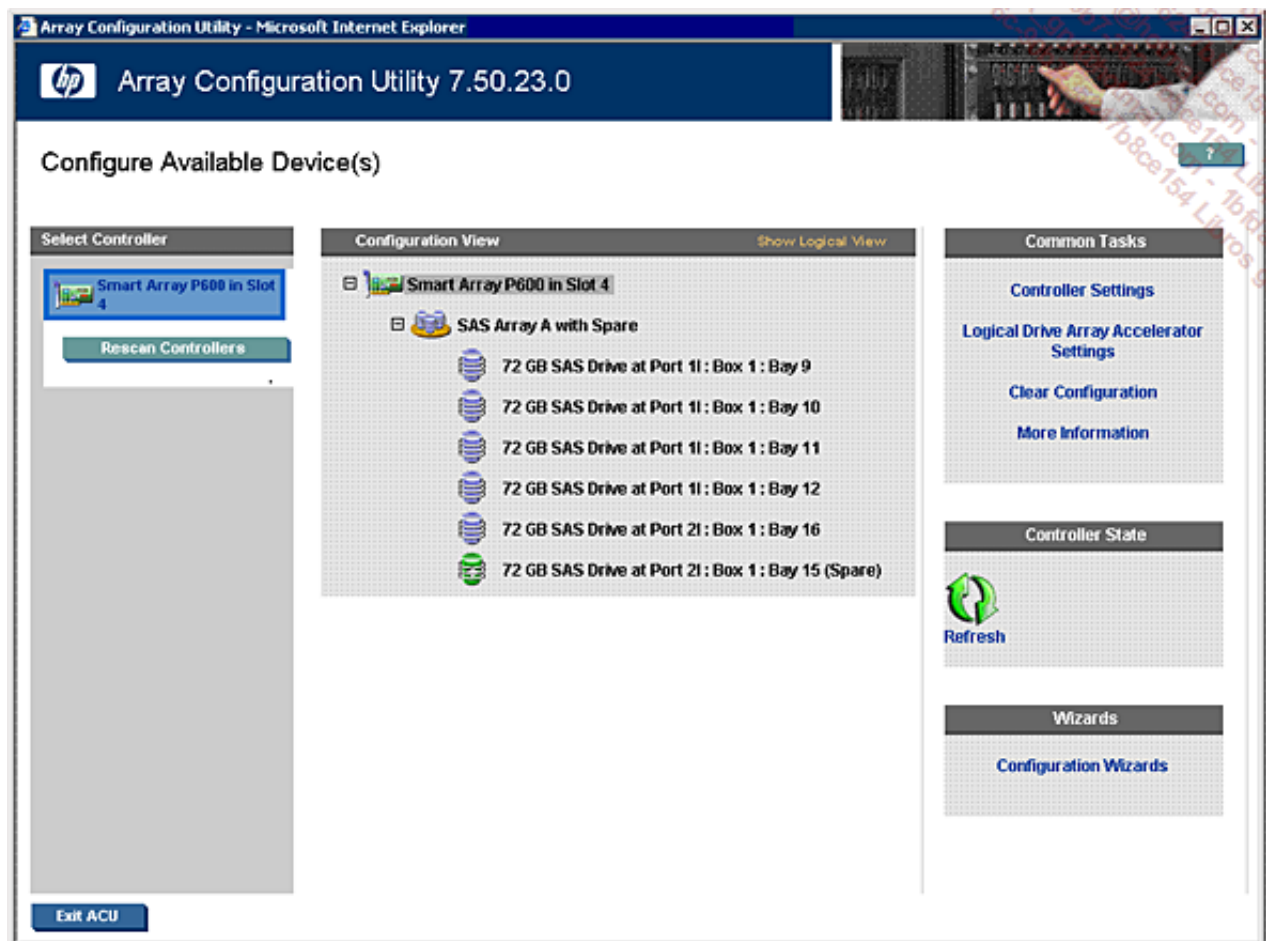 Array Configuration Utility - Microsoft Internet Explorer
hp
Array Configuration Utility 7.50.23.0
Configure Available Device(s)
?
Select Controller
Smart Array P600 in Slot
4
Rescan Controllers
Configuration View
Show Logical View
Smart Array P600 in Slot 4
SAS Array A with Spare
72 GB SAS Drive at Port 1I : Box 1 : Bay 9
72 GB SAS Drive at Port 1I : Box 1 : Bay 10
72 GB SAS Drive at Port 1I : Box 1 : Bay 11
72 GB SAS Drive at Port 1I : Box 1 : Bay 12
72 GB SAS Drive at Port 2I : Box 1 : Bay 16
72 GB SAS Drive at Port 2I : Box 1 : Bay 15 (Spare)
Common Tasks
Controller Settings
Logical Drive Array Accelerator
Settings
Clear Configuration
More Information
Controller State
Refresh
Wizards
Configuration Wizards
Exit ACU